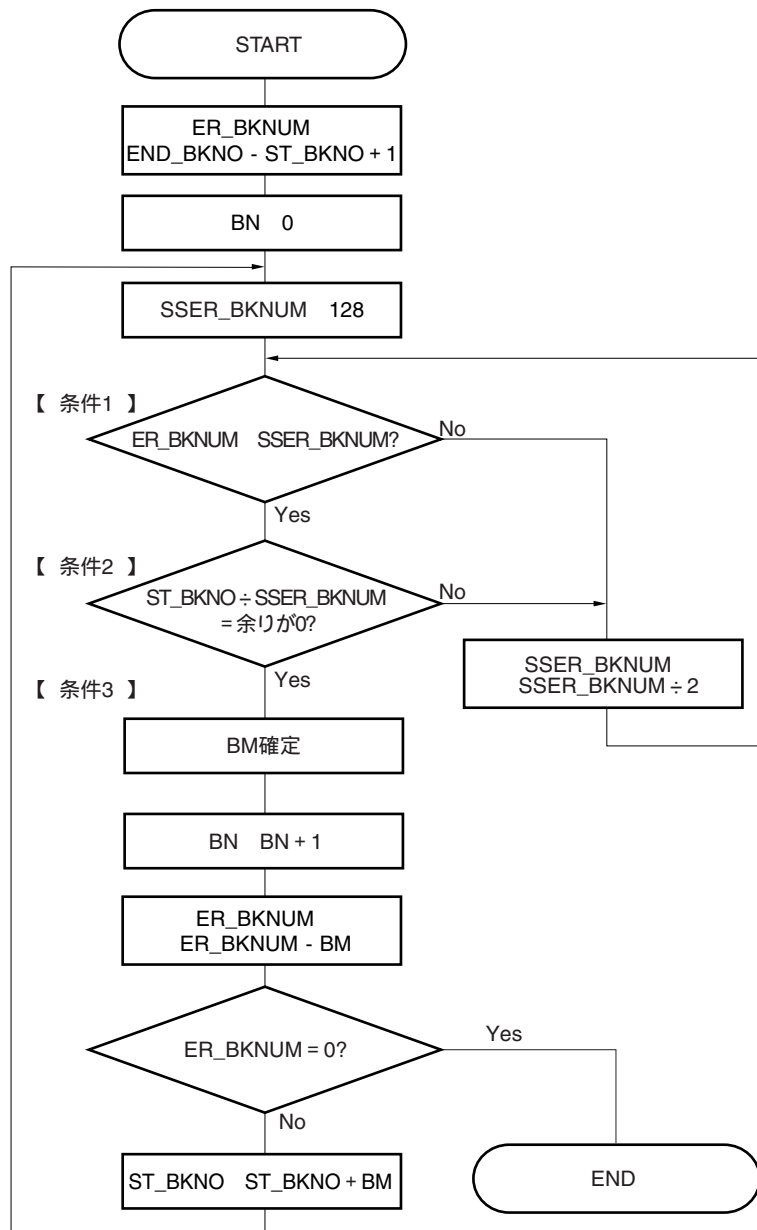 START
ER_BKNUM
END_BKNO - ST_BKNO + 1
BN 0
SSER_BKNUM 128
【 条件1 】
ER_BKNUM SSER_BKNUM?
No
Yes
【 条件2 】
ST_BKNO ÷ SSER_BKNUM
= 余りが0?
No
Yes
SSER_BKNUM
SSER_BKNUM ÷ 2
【 条件3 】
BM確定
BN BN + 1
ER_BKNUM
ER_BKNUM - BM
ER_BKNUM = 0?
Yes
No
ST_BKNO ST_BKNO + BM
END